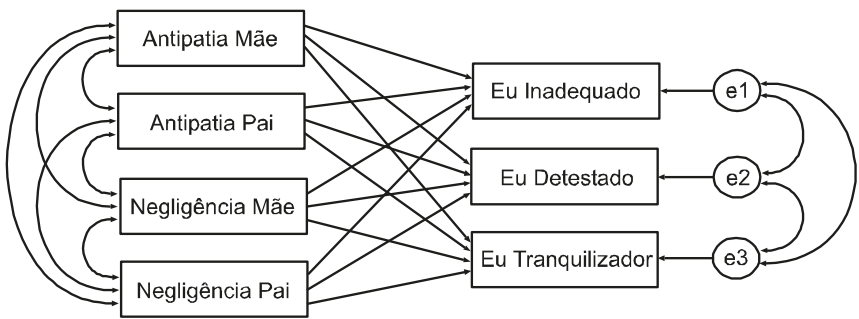 Antipatia Mãe
Antipatia Pai
Negligência Mãe
Negligência Pai
Eu Inadequado
Eu Detestado
Eu Tranquilizador
e1
e2
e3